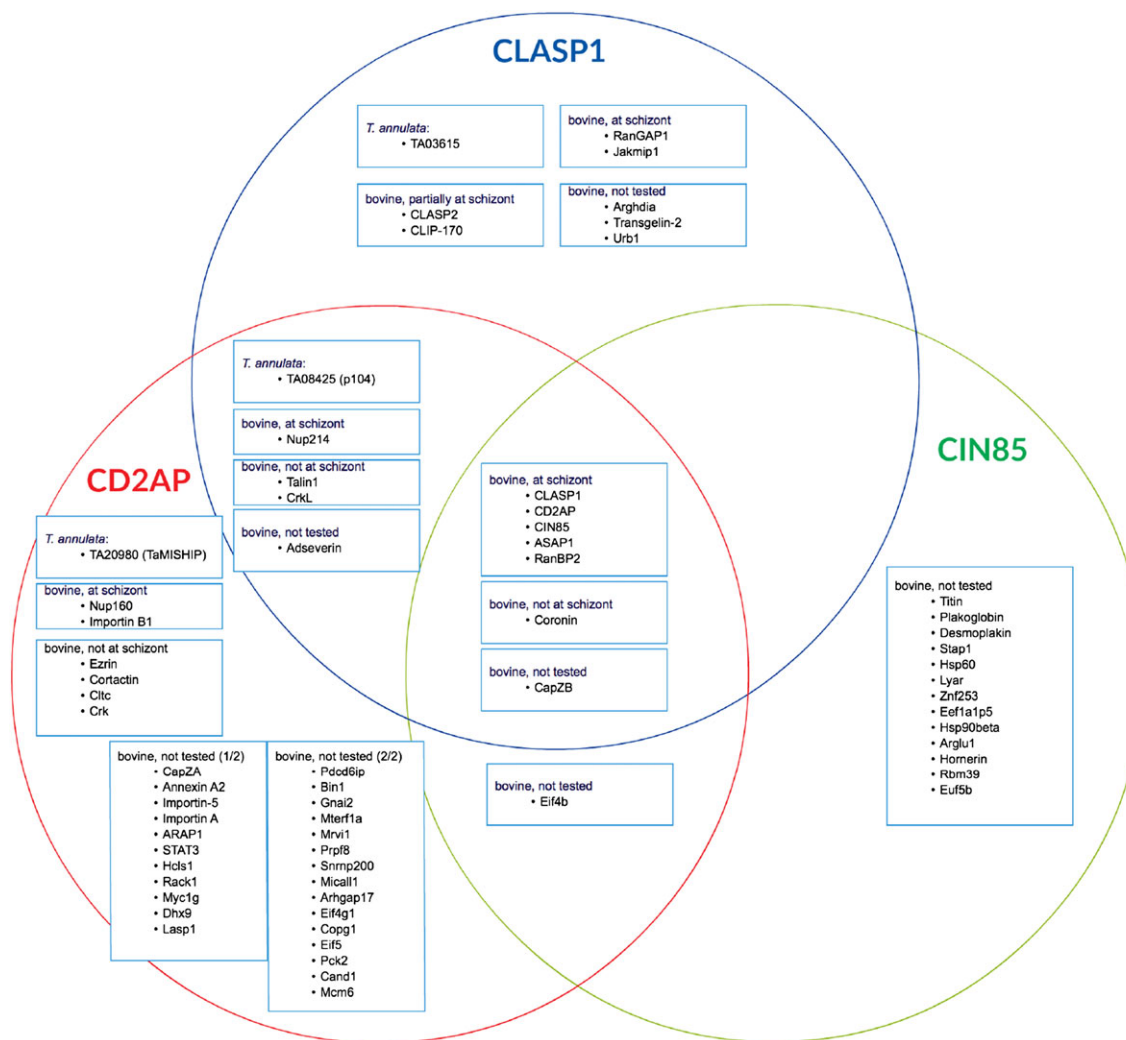 CLASP1
T. annulata:
• TA03615
bovine, at schizont
• RanGAP1
• Jakmip1
bovine, partially at schizont
• CLASP2
• CLIP-170
bovine, not tested
• Arghdia
• Transgelin-2
• Urb1
T. annulata:
• TA08425 (p104)
bovine, at schizont
• Nup214
bovine, not at schizont
• Talin1
• CrkL
bovine, not tested
• Adseverin
CD2AP
CIN85
T. annulata:
• TA20980 (TaMISHIP)
bovine, at schizont
• Nup160
• Importin B1
bovine, not at schizont
• Ezrin
• Cortactin
• Cltc
• Crk
bovine, not tested (1/2)
• CapZA
• Annexin A2
• Importin-5
• Importin A
• ARAP1
• STAT3
• Hcls1
• Rack1
• Myc1g
• Dhx9
• Lasp1
bovine, not tested (2/2)
• Pdcd6ip
• Bin1
• Gnai2
• Mterf1a
• Mrvi1
• Prpf8
• Snrnp200
• Micall1
• Arhgap17
• Eif4g1
• Copg1
• Eif5
• Pck2
• Cand1
• Mcm6
bovine, at schizont
• CLASP1
• CD2AP
• CIN85
• ASAP1
• RanBP2
bovine, not at schizont
• Coronin
bovine, not tested
• CapZB
bovine, not tested
• Eif4b
bovine, not tested
• Titin
• Plakoglobin
• Desmoplakin
• Stap1
• Hsp60
• Lyar
• Znf253
• Eef1a1p5
• Hsp90beta
• Arglu1
• Hornerin
• Rbm39
• Euf5b